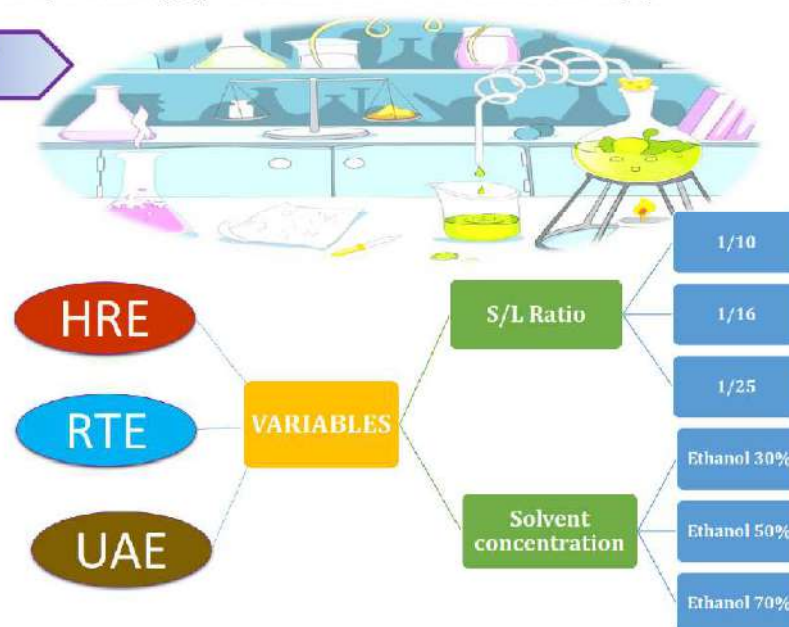 HRE
RTE
UAE
VARIABLES
S/L Ratio
Solvent
concentration
1/10
1/16
1/25
Ethanol 30%
Ethanol 50%
Ethanol 70%